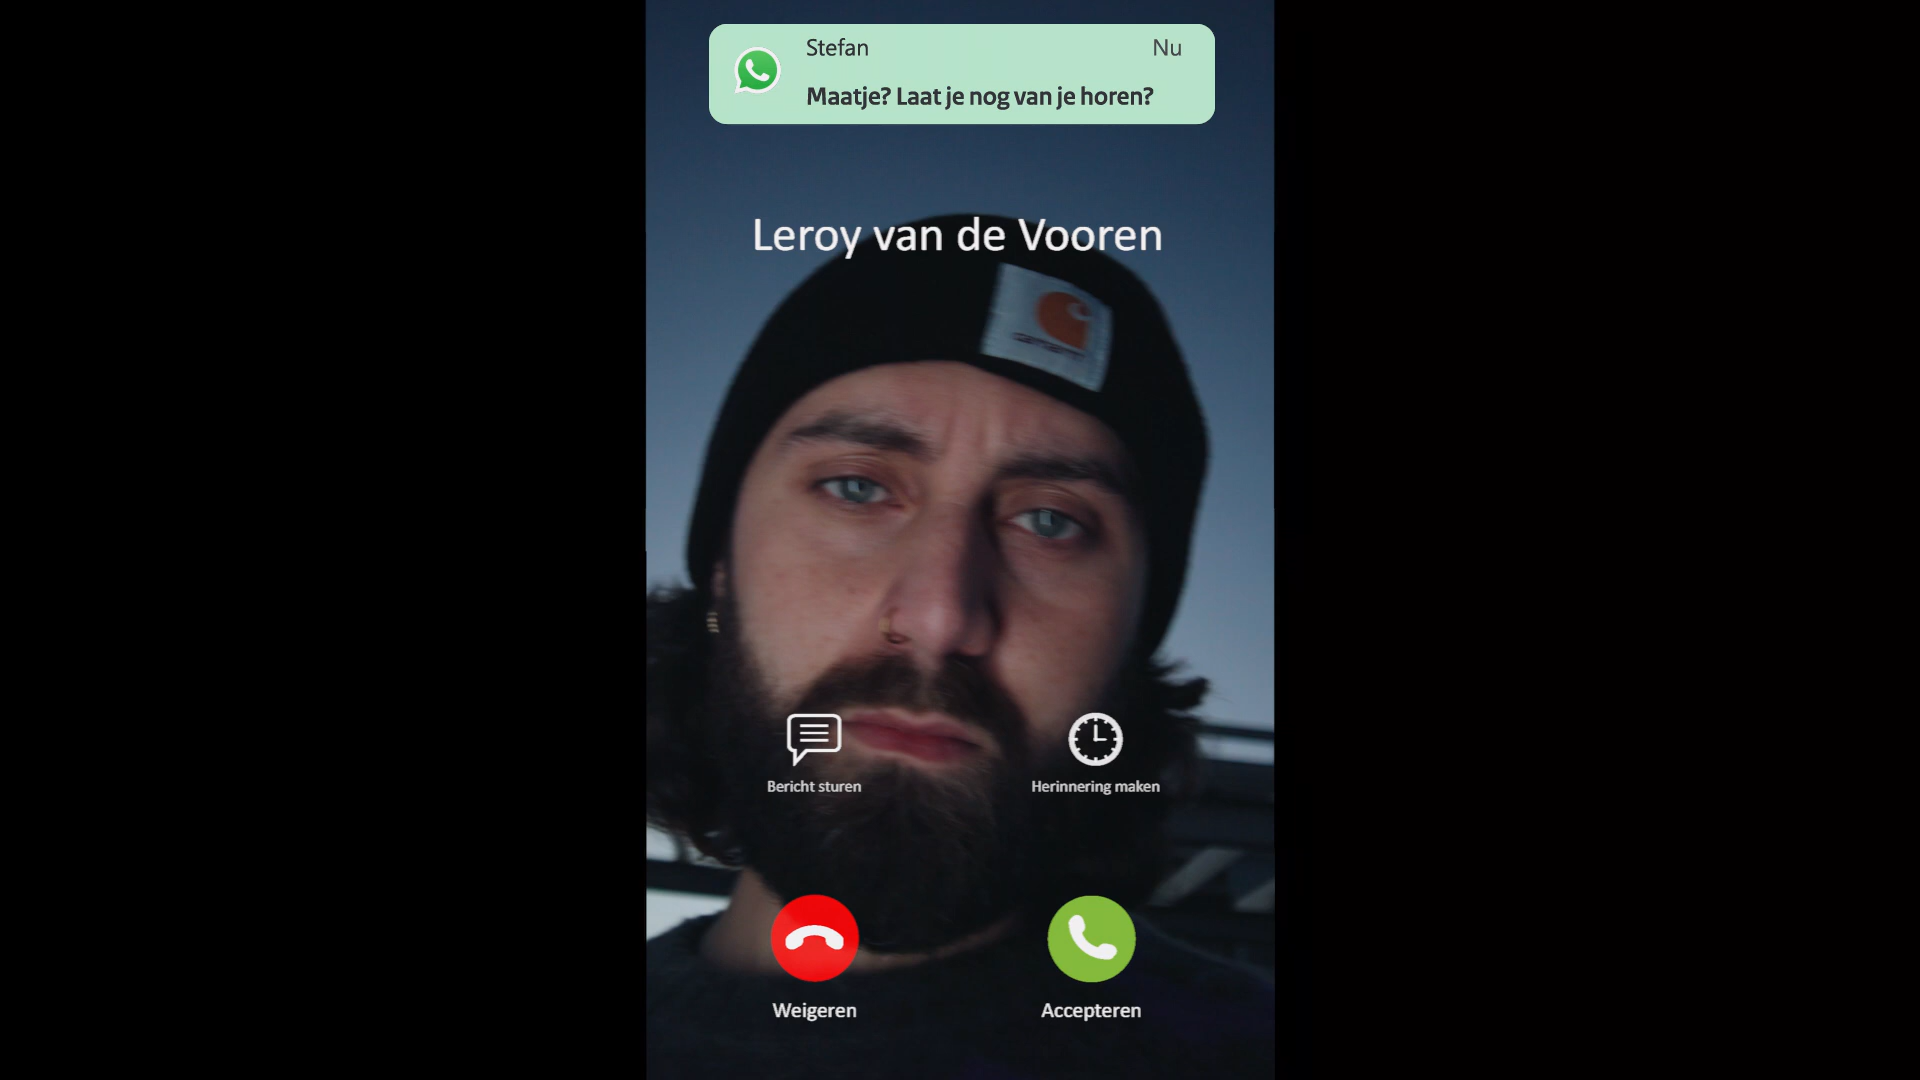 Stefan
Nu
Maatje? Laat je nog van je horen?
Leroy van de Vooren
Bericht sturen
Herinnering maken
Weigeren
Accepteren